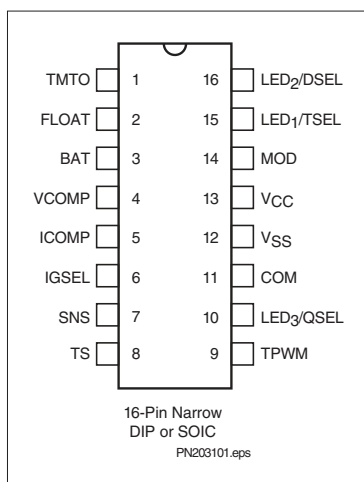 TMTO 1 16 LED2/DSEL
FLOAT 2 15 LED1/TSEL
BAT 3 14 MOD
VCOMP 4 13 VCC
ICOMP 5 12 VSS
IGSEL 6 11 COM
SNS 7 10 LED3/QSEL
TS 8 9 TPWM
16-Pin Narrow
DIP or SOIC
PN203101.eps